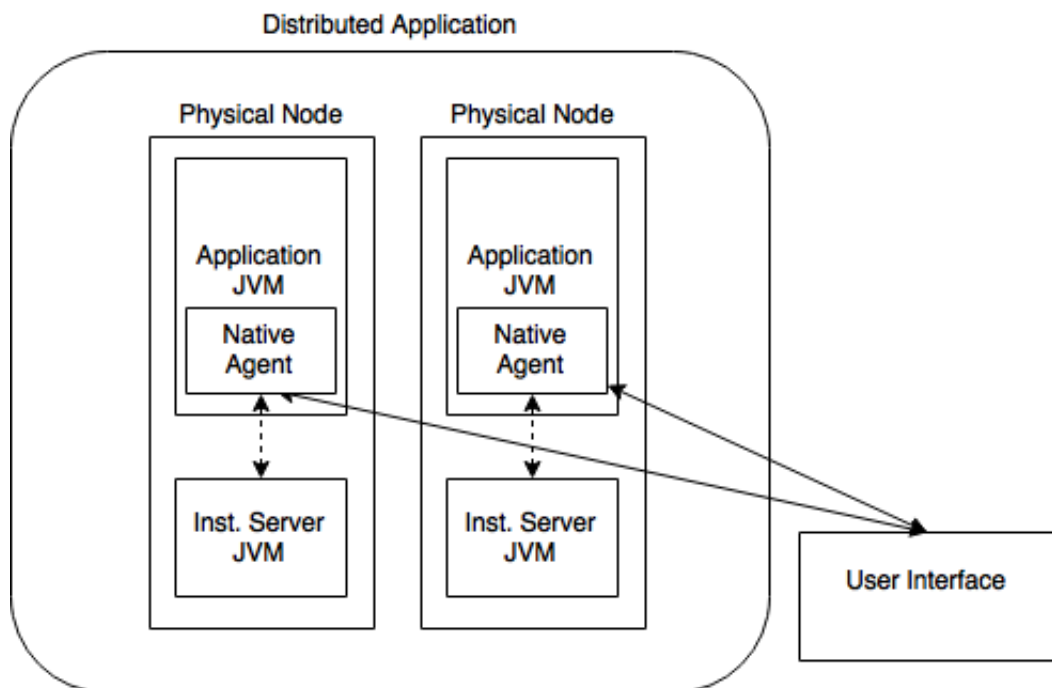 Distributed Application
Physical Node
Physical Node
Application
JVM
Native
Agent
Inst. Server
JVM
Application
JVM
Native
Agent
Inst. Server
JVM
User Interface